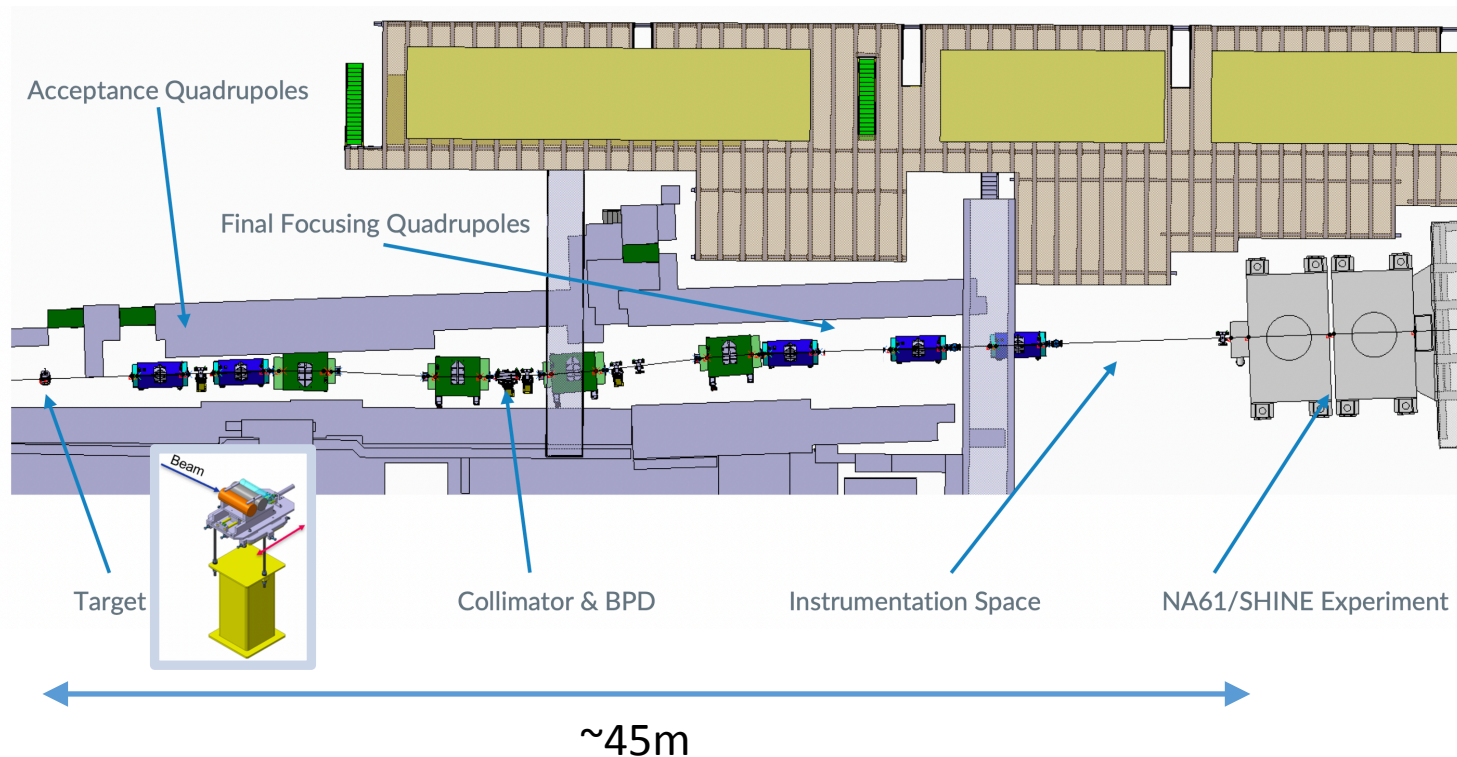 Acceptance Quadrupoles
Final Focusing Quadrupoles
Beam
Target
Collimator & BPD
Instrumentation Space
NA61/SHINE Experiment
~45m